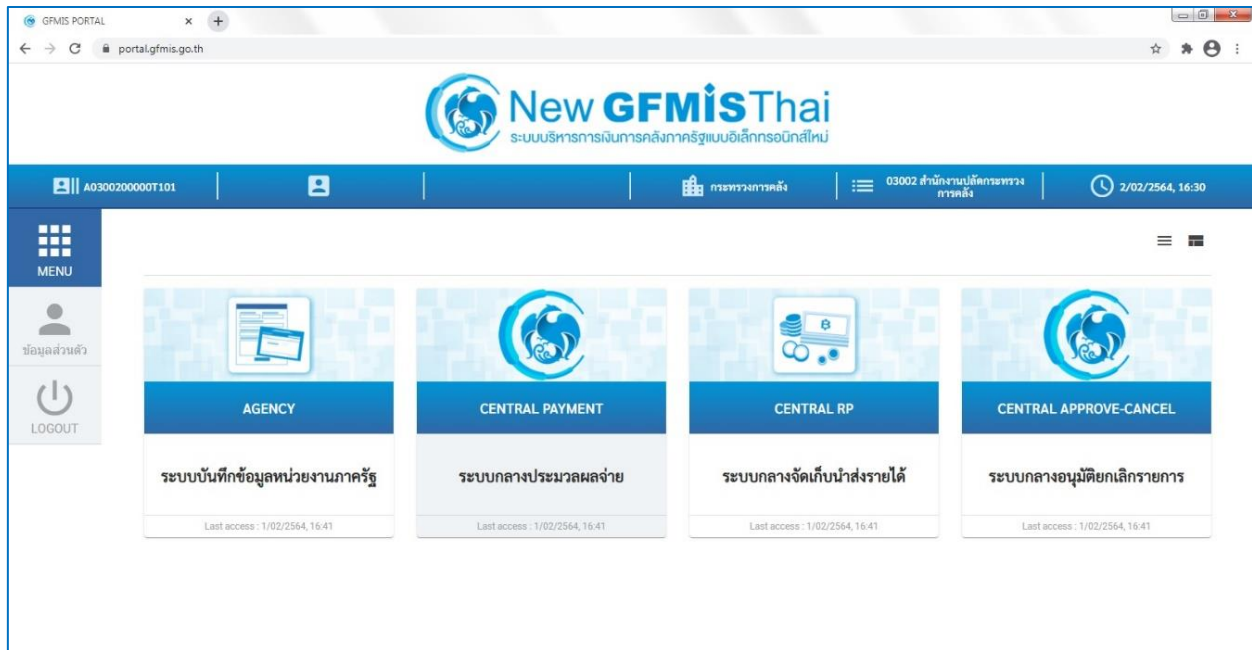 GFMIS PORTAL
portal.gfmis.go.th
New GFMIS Thai
ระบบบริหารการเงินการคลังภาครัฐแบบอิเล็กทรอนิกส์ใหม่
A0300200000T101
กระทรวงการคลัง
03002 สำนักงานปลัดกระทรวง
การคลัง
2/02/2564, 16:30
MENU
ข้อมูลส่วนตัว
LOGOUT
AGENCY
ระบบบันทึกข้อมูลหน่วยงานภาครัฐ
Last access : 1/02/2564, 16:41
CENTRAL PAYMENT
ระบบกลางประมวลผลจ่าย
Last access : 1/02/2564, 16:41
CENTRAL RP
ระบบกลางจัดเก็บนำส่งรายได้
Last access : 1/02/2564, 16:41
CENTRAL APPROVE-CANCEL
ระบบกลางอนุมัติยกเลิกรายการ
Last access : 1/02/2564, 16:41